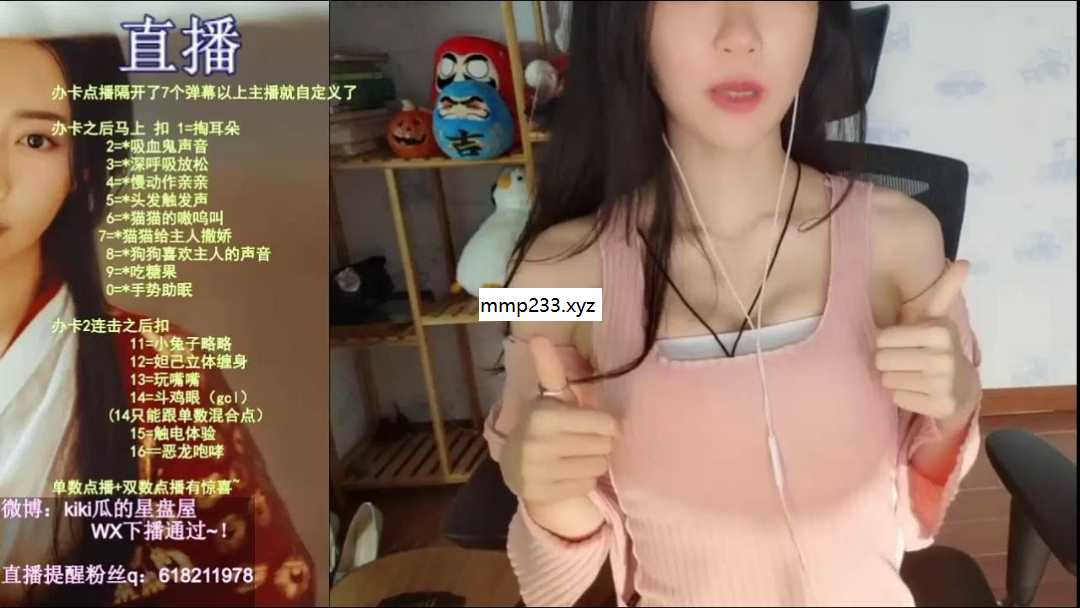 直播
办卡点播隔开了7个弹幕以上主播就自定义了
办卡之后马上 扣 1=掏耳朵
2=*吸血鬼声音
3=*深呼吸放松
4=*慢动作亲亲
5=*头发触发声
6=*猫猫的嗷呜叫
7=*猫猫给主人撒娇
8=*狗狗喜欢主人的声音
9=*吃糖果
0=*手势助眠
办卡2连击之后扣
11=小兔子略略
12=妲己立体缠身
13=玩嘴嘴
14=斗鸡眼（gcl）
（14只能跟单数混合点）
15=触电体验
16==恶龙咆哮
单数点播+双数点播有惊喜~
微博：kiki瓜的星盘屋
WX下播通过~！
直播提醒粉丝q：618211978
mmp233.xyz
吉